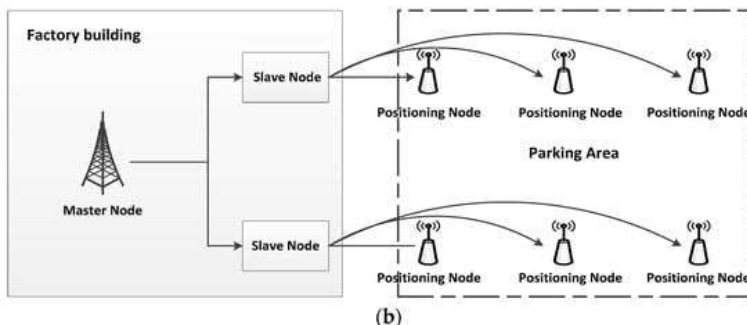 Factory building
Slave Node
Positioning Node Positioning Node Positioning Node
Parking Area
Master Node
Slave Node
Positioning Node Positioning Node Positioning Node
(b)